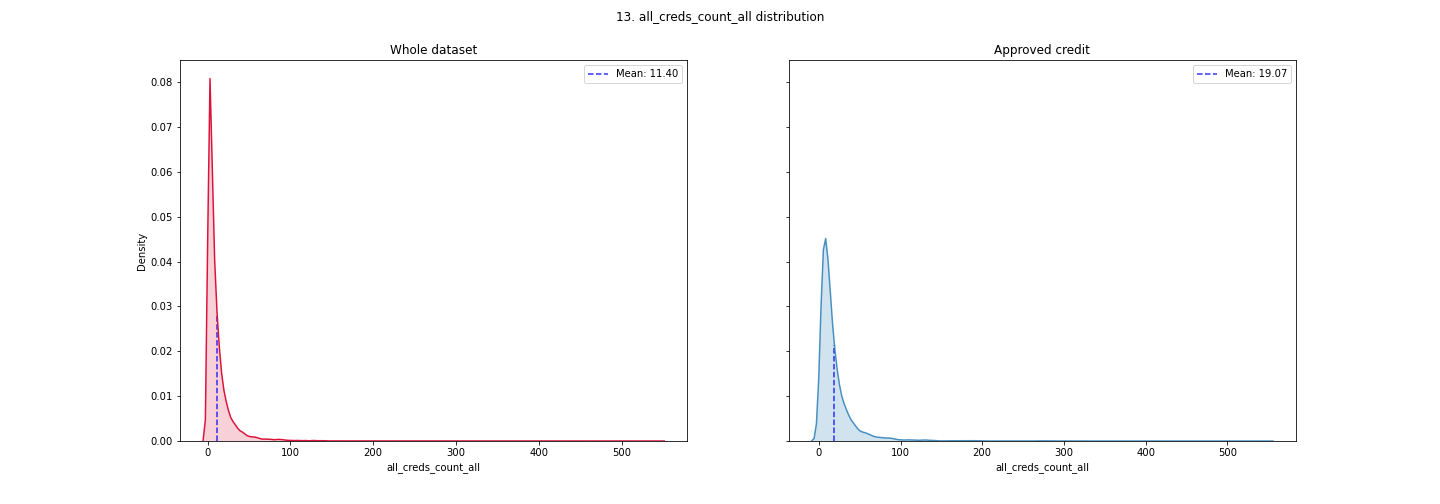 13. all_creds_count_all distribution
Whole dataset
Mean: 11.40
0.08
0.07
0.06
0.05
0.04
0.03
0.02
0.01
0.00
Density
0 100 200 300 400 500
all_creds_count_all
Approved credit
Mean: 19.07
0 100 200 300 400 500
all_creds_count_all